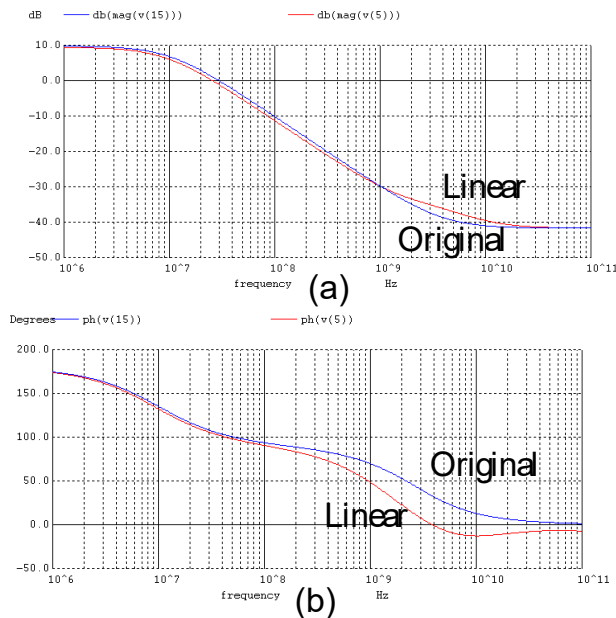 dB db(mag(v(15))) db(mag(v(5)))
10.0
0.0
-10.0
-20.0
-30.0
-40.0
-50.0
Linear
Original
10^6 10^7 10^8 10^9 10^10 10^11
frequency Hz
(a)
Degrees ph(v(15)) ph(v(5))
200.0
150.0
100.0
50.0
0.0
-50.0
Original
Linear
10^6 10^7 10^8 10^9 10^10 10^11
frequency Hz
(b)